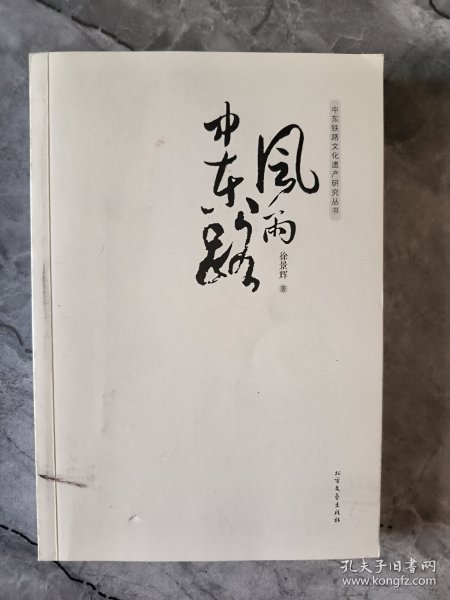 中东铁路文化遗产研究丛书
风雨
中东路
徐景辉 著
北方文艺出版社
孔夫子旧书网
www.kongfz.com